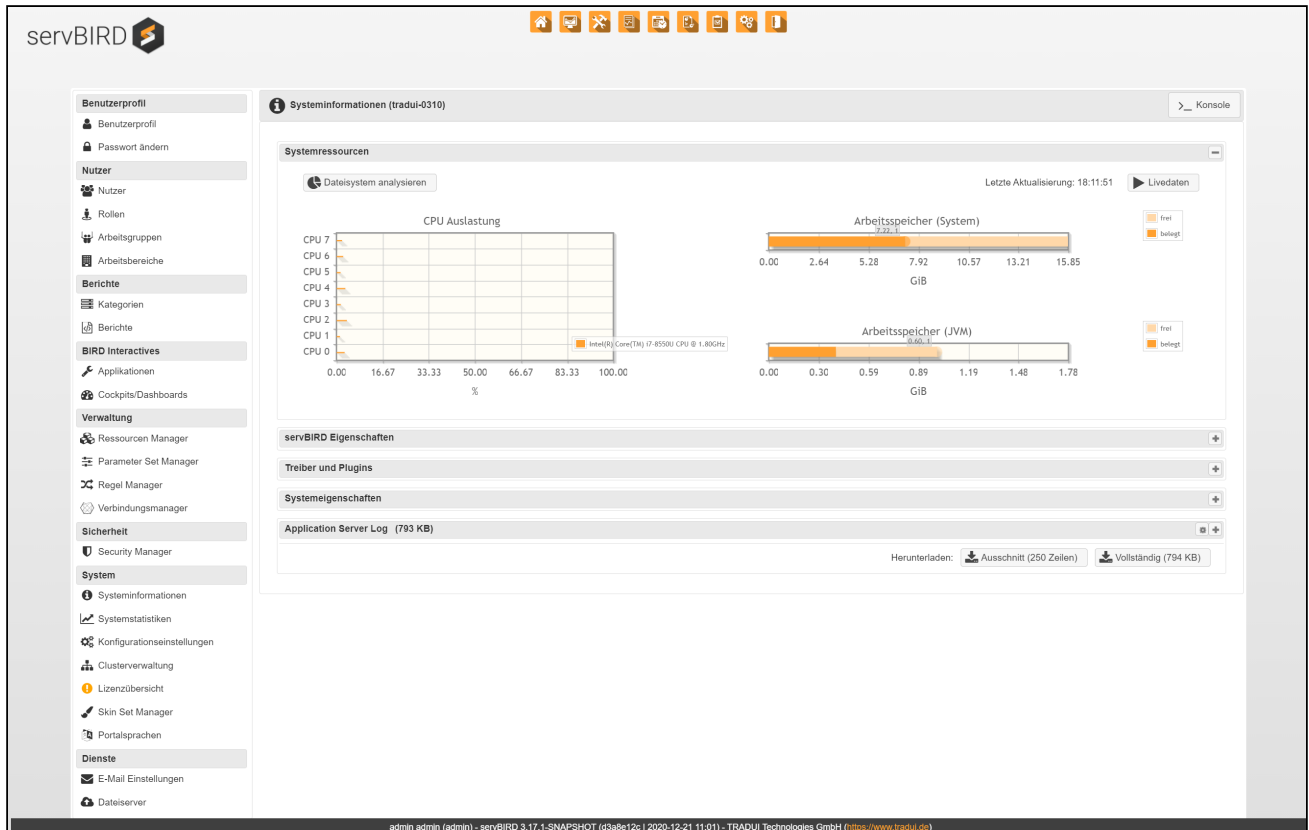 servBIRD
Benutzerprofil
Benutzerprofil
Passwort ändern
Nutzer
Nutzer
Rollen
Arbeitsgruppen
Arbeitsbereiche
Berichte
Kategorien
Berichte
BIRD Interactives
Applikationen
Cockpits/Dashboards
Verwaltung
Ressourcen Manager
Parameter Set Manager
Regel Manager
Verbindungsmanager
Sicherheit
Security Manager
System
Systeminformationen
Systemstatistiken
Konfigurationseinstellungen
Clusterverwaltung
Lizenzübersicht
Skin Set Manager
Portalsprachen
Dienste
E-Mail Einstellungen
Dateiserver
Systeminformationen (tradui-0310)
>_ Konsole
Systemressourcen
Dateisystem analysieren
Letzte Aktualisierung: 18:11:51
Livedaten
CPU Auslastung
CPU 7
CPU 6
CPU 5
CPU 4
CPU 3
CPU 2
CPU 1
CPU 0
Intel(R) Core(TM) i7-8550U CPU @ 1.80GHz
0.00 16.67 33.33 50.00 66.67 83.33 100.00
%
Arbeitsspeicher (System)
7.22, 1
frei
belegt
0.00 2.64 5.28 7.92 10.57 13.21 15.85
GiB
Arbeitsspeicher (JVM)
0.60, 1
frei
belegt
0.00 0.30 0.59 0.89 1.19 1.48 1.78
GiB
servBIRD Eigenschaften
Treiber und Plugins
Systemeigenschaften
Application Server Log (793 KB)
Herunterladen:
Ausschnitt (250 Zeilen)
Vollständig (794 KB)
admin admin (admin) - servBIRD 3.17.1-SNAPSHOT (d3a8e12c | 2020-12-21 11:01) - TRADUI Technologies GmbH (https://www.tradui.de)